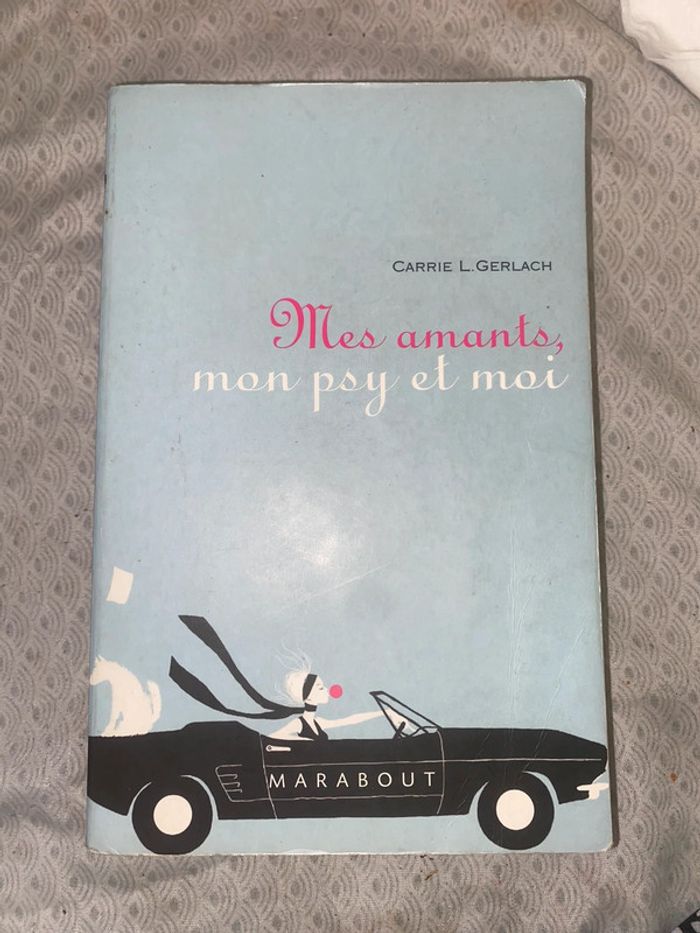 CARRIE L. GERLACH
Mes amants,
mon psy et moi
MARABOUT